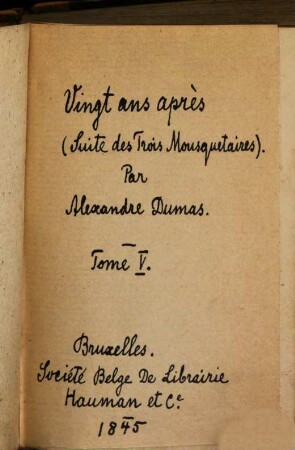 Vingt ans après
(Suite des Trois Mousquetaires).
Par
Alexandre Dumas.
Tome V.
Bruxelles.
Société Belge De Librairie
Hauman et Cᵉ
1845